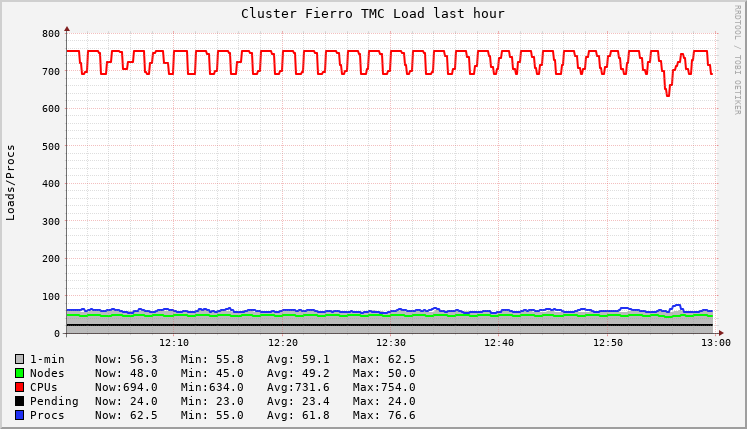 Cluster Fierro TMC Load last hour
RRDTOOL / TOBI OETIKER
Loads/Procs
800
700
600
500
400
300
200
100
0
12:10 12:20 12:30 12:40 12:50 13:00
1-min Now: 56.3 Min: 55.8 Avg: 59.1 Max: 62.5
Nodes Now: 48.0 Min: 45.0 Avg: 49.2 Max: 50.0
CPUs Now:694.0 Min:634.0 Avg:731.6 Max:754.0
Pending Now: 24.0 Min: 23.0 Avg: 23.4 Max: 24.0
Procs Now: 62.5 Min: 55.0 Avg: 61.8 Max: 76.6